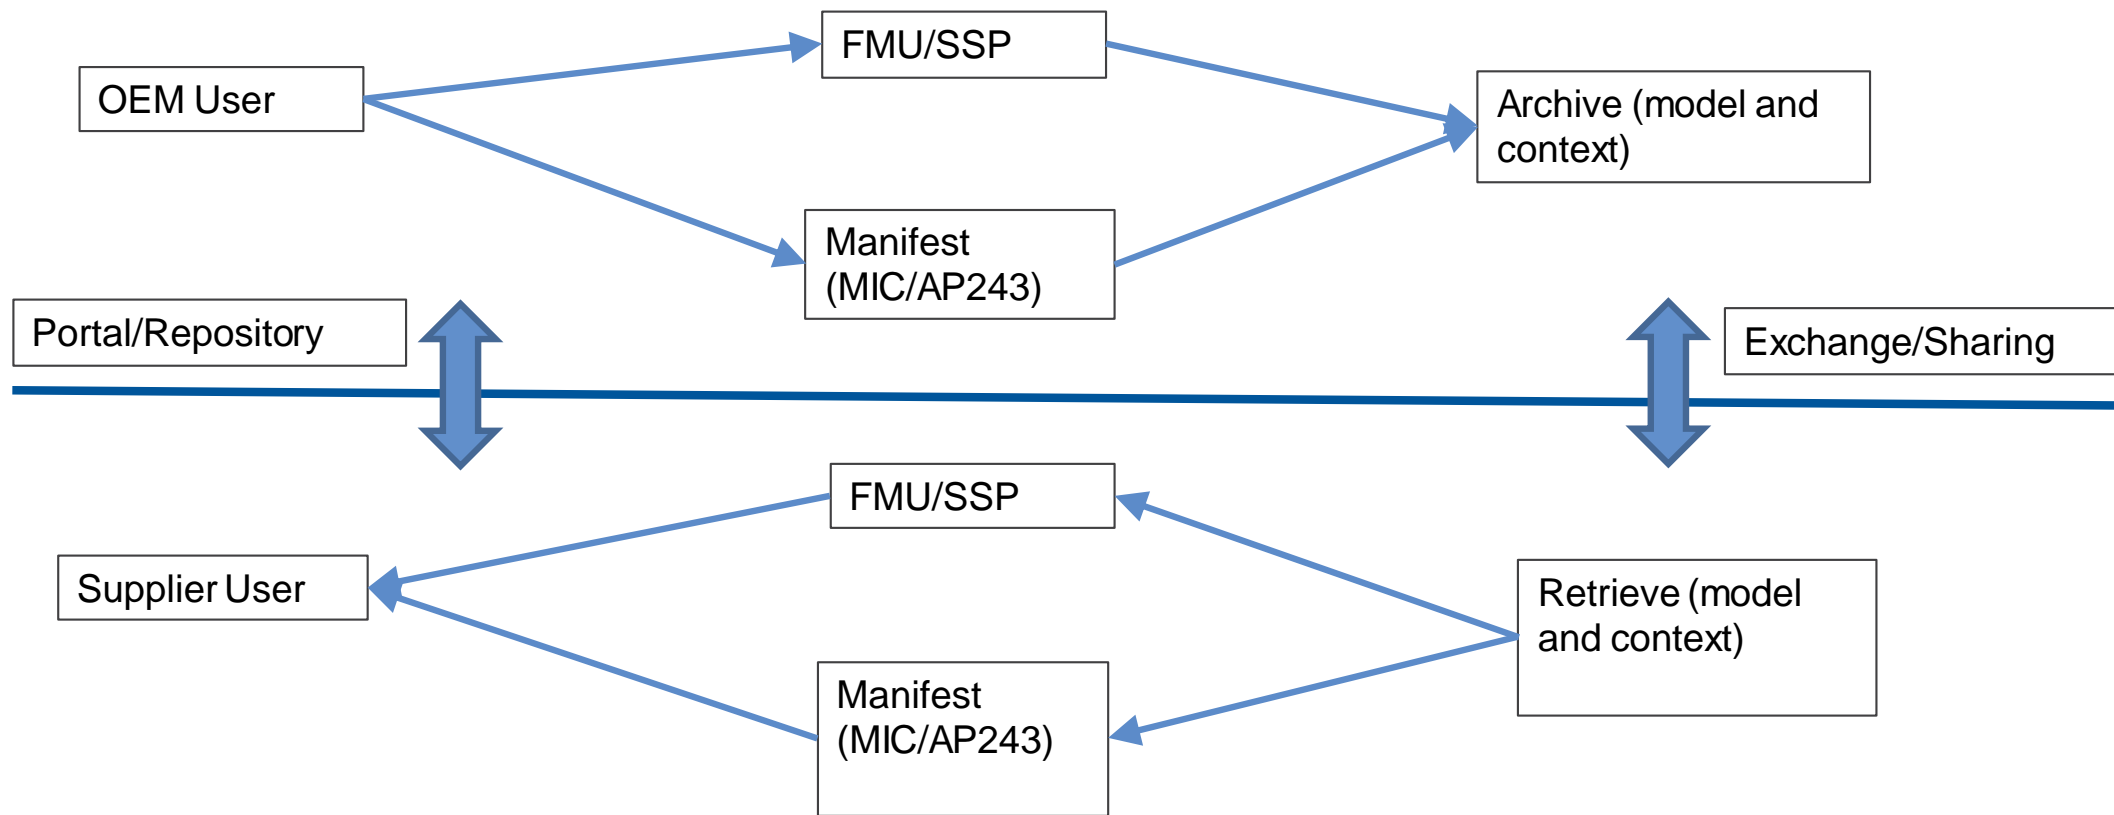 FMU/SSP
OEM User
Archive (model and
context)
Manifest
(MIC/AP243)
Portal/Repository
Exchange/Sharing
FMU/SSP
Supplier User
Retrieve (model
and context)
Manifest
(MIC/AP243)